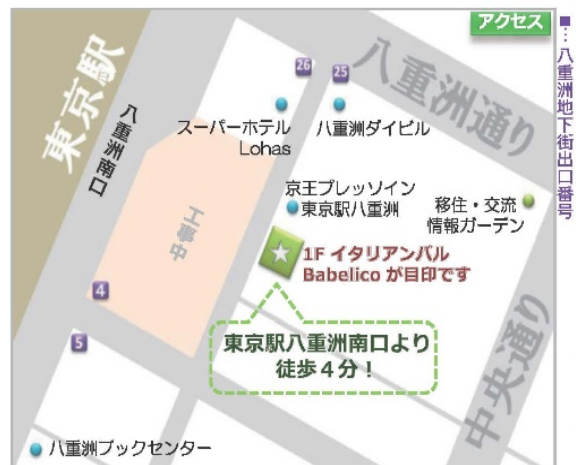 アクセス
■…八重洲地下街出口番号
東京駅
八重洲南口
八重洲通り
26
25
スーパーホテル
Lohas
八重洲ダイビル
京王プレッソイン
東京駅八重洲
移住・交流
情報ガーデン
工事中
1F イタリアンバル
Babelico が目印です
4
5
東京駅八重洲南口より
徒歩４分！
中央通り
八重洲ブックセンター